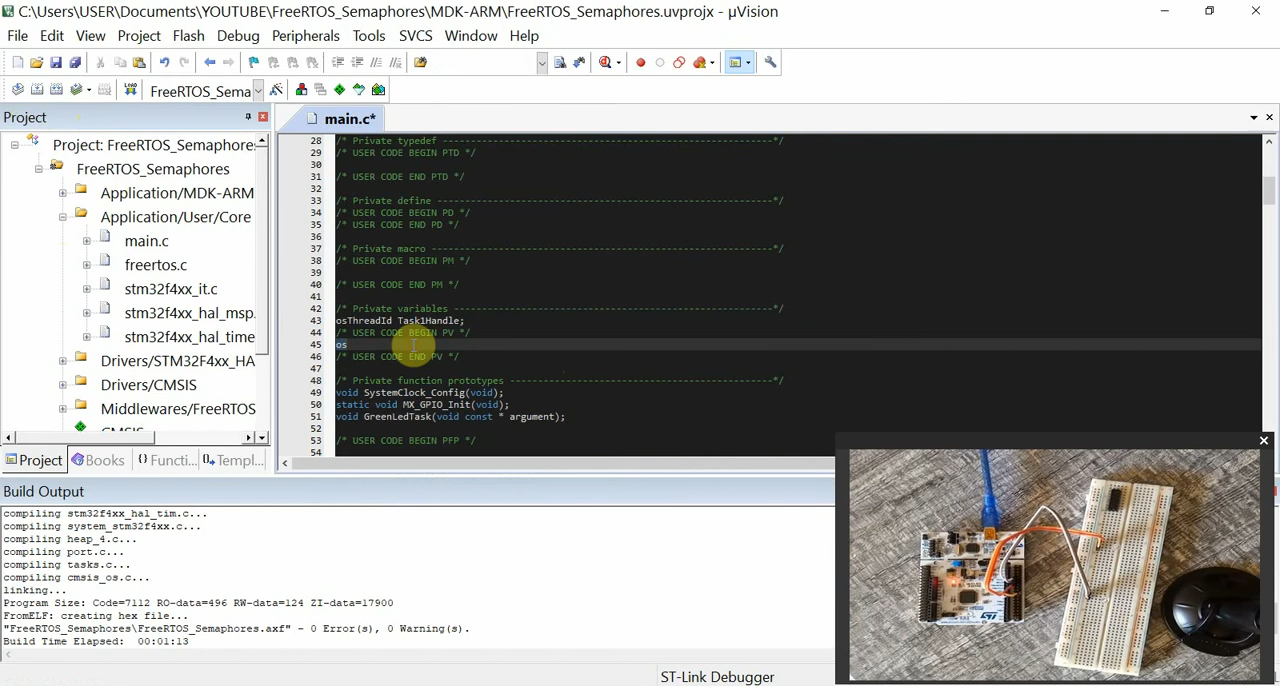 C:\Users\USER\Documents\YOUTUBE\FreeRTOS_Semaphores\MDK-ARM\FreeRTOS_Semaphores.uvprojx - µVision
File Edit View Project Flash Debug Peripherals Tools SVCS Window Help
FreeRTOS_Sema
Project
main.c*
Project: FreeRTOS_Semaphores
FreeRTOS_Semaphores
Application/MDK-ARM
Application/User/Core
main.c
freertos.c
stm32f4xx_it.c
stm32f4xx_hal_msp.
stm32f4xx_hal_time
Drivers/STM32F4xx_HA
Drivers/CMSIS
Middlewares/FreeRTOS
CMSIS
Project Books {} Functi... Templ...
28 /* Private typedef -----------------------------------------------------------*/
29 /* USER CODE BEGIN PTD */
30
31 /* USER CODE END PTD */
32
33 /* Private define ------------------------------------------------------------*/
34 /* USER CODE BEGIN PD */
35 /* USER CODE END PD */
36
37 /* Private macro -------------------------------------------------------------*/
38 /* USER CODE BEGIN PM */
39
40 /* USER CODE END PM */
41
42 /* Private variables ---------------------------------------------------------*/
43 osThreadId Task1Handle;
44 /* USER CODE BEGIN PV */
45 os
46 /* USER CODE END PV */
47
48 /* Private function prototypes -----------------------------------------------*/
49 void SystemClock_Config(void);
50 static void MX_GPIO_Init(void);
51 void GreenLedTask(void const * argument);
52
53 /* USER CODE BEGIN PFP */
54
Build Output
compiling stm32f4xx_hal_tim.c...
compiling system_stm32f4xx.c...
compiling heap_4.c...
compiling port.c...
compiling tasks.c...
compiling cmsis_os.c...
linking...
Program Size: Code=7112 RO-data=496 RW-data=124 ZI-data=17900
FromELF: creating hex file...
"FreeRTOS_Semaphores\FreeRTOS_Semaphores.axf" - 0 Error(s), 0 Warning(s).
Build Time Elapsed: 00:01:13
ST-Link Debugger